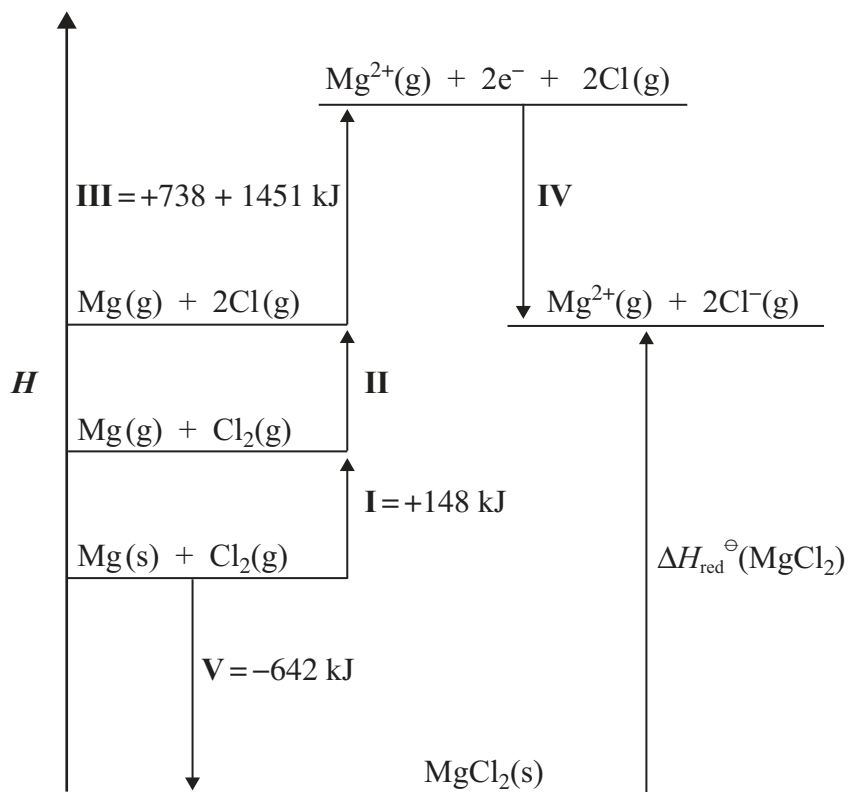 Mg²⁺(g) + 2e⁻ + 2Cl(g)
III = +738 + 1451 kJ
IV
Mg(g) + 2Cl(g)
Mg²⁺(g) + 2Cl⁻(g)
H
II
Mg(g) + Cl₂(g)
I = +148 kJ
Mg(s) + Cl₂(g)
ΔH_red^⊖(MgCl₂)
V = −642 kJ
MgCl₂(s)